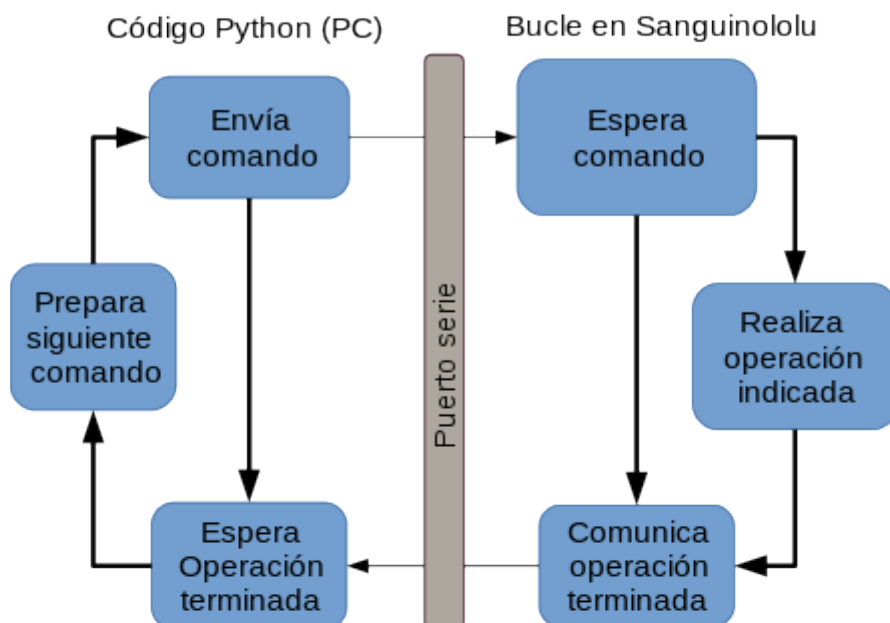 Código Python (PC)
Bucle en Sanguinololu
Envía
comando
Espera
comando
Prepara
siguiente
comando
Realiza
operación
indicada
Puerto serie
Espera
Operación
terminada
Comunica
operación
terminada